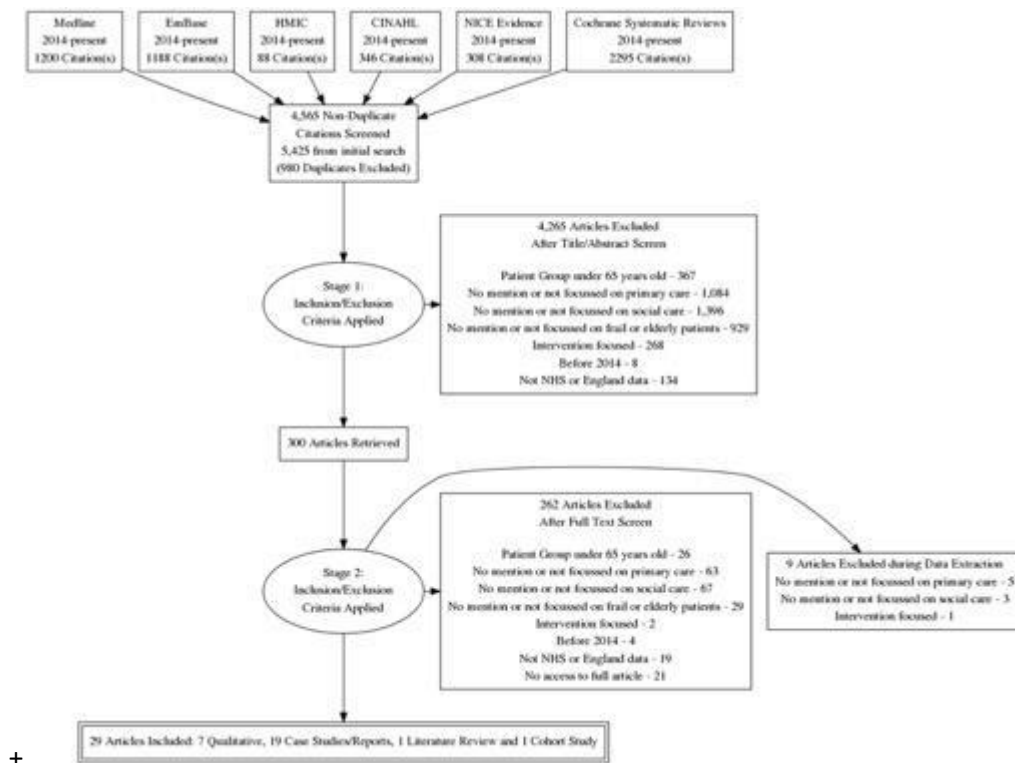 Medline
2014-present
1200 Citation(s)
EmBase
2014-present
1188 Citation(s)
HMIC
2014-present
88 Citation(s)
CINAHL
2014-present
346 Citation(s)
NICE Evidence
2014-present
308 Citation(s)
Cochrane Systematic Reviews
2014-present
2295 Citation(s)
4,565 Non-Duplicate
Citations Screened
5,425 from initial search
(980 Duplicates Excluded)
Stage 1:
Inclusion/Exclusion
Criteria Applied
4,265 Articles Excluded
After Title/Abstract Screen
Patient Group under 65 years old - 367
No mention or not focussed on primary care - 1,084
No mention or not focussed on social care - 1,396
No mention or not focussed on frail or elderly patients - 929
Intervention focused - 268
Before 2014 - 8
Not NHS or England data - 134
300 Articles Retrieved
Stage 2:
Inclusion/Exclusion
Criteria Applied
262 Articles Excluded
After Full Text Screen
Patient Group under 65 years old - 26
No mention or not focussed on primary care - 63
No mention or not focussed on social care - 67
No mention or not focussed on frail or elderly patients - 29
Intervention focused - 2
Before 2014 - 4
Not NHS or England data - 19
No access to full article - 21
9 Articles Excluded during Data Extraction
No mention or not focussed on primary care - 5
No mention or not focussed on social care - 3
Intervention focused - 1
29 Articles Included: 7 Qualitative, 19 Case Studies/Reports, 1 Literature Review and 1 Cohort Study
+